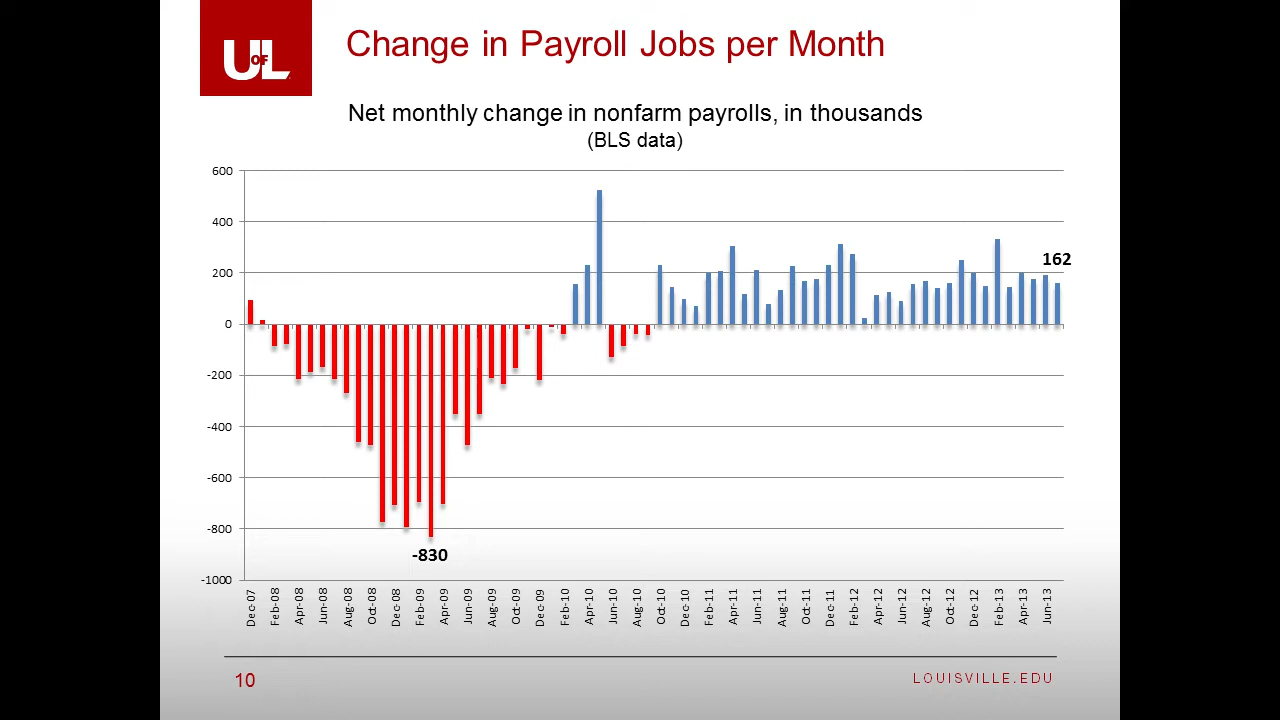 UOFL
Change in Payroll Jobs per Month
Net monthly change in nonfarm payrolls, in thousands
(BLS data)
600
400
200
0
-200
-400
-600
-800
-1000
162
-830
Dec-07
Feb-08
Apr-08
Jun-08
Aug-08
Oct-08
Dec-08
Feb-09
Apr-09
Jun-09
Aug-09
Oct-09
Dec-09
Feb-10
Apr-10
Jun-10
Aug-10
Oct-10
Dec-10
Feb-11
Apr-11
Jun-11
Aug-11
Oct-11
Dec-11
Feb-12
Apr-12
Jun-12
Aug-12
Oct-12
Dec-12
Feb-13
Apr-13
Jun-13
10
LOUISVILLE.EDU